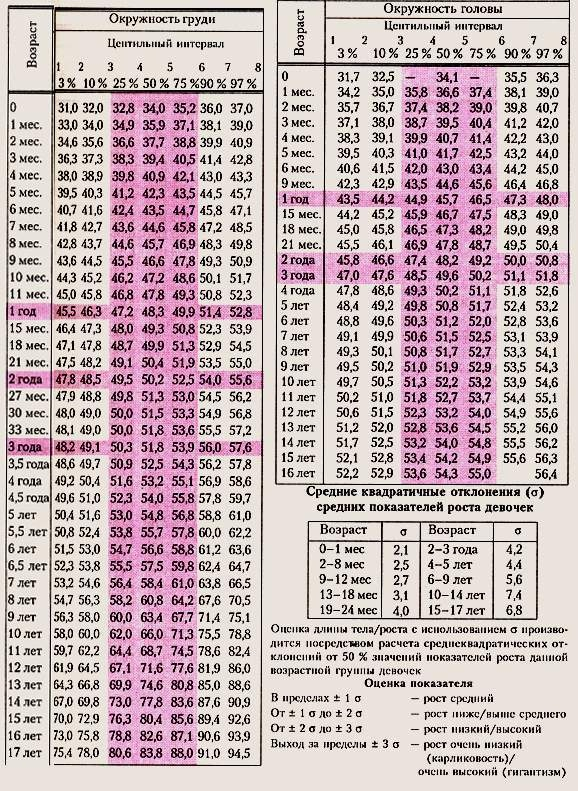 Возраст
Окружность груди
Центильный интервал
1 2 3 4 5 6 7 8
3 % 10 % 25 % 50 % 75 % 90 % 97 %
0 31,0 32,0 32,8 34,0 35,2 36,0 37,0
1 мес. 33,0 34,0 34,9 35,9 37,1 38,1 39,0
2 мес. 34,6 35,6 36,6 37,7 38,8 39,9 40,9
3 мес. 36,3 37,3 38,3 39,4 40,5 41,4 42,8
4 мес. 38,0 38,9 39,8 40,9 42,1 43,0 43,3
5 мес. 39,5 40,3 41,2 42,3 43,5 44,5 45,7
6 мес. 40,7 41,6 42,4 43,5 44,7 45,8 47,1
7 мес. 41,8 42,7 43,6 44,6 45,8 47,2 48,5
8 мес. 42,8 43,7 44,6 45,7 46,9 48,3 49,8
9 мес. 43,6 44,5 45,5 46,6 47,8 49,3 50,9
10 мес. 44,3 45,2 46,2 47,2 48,6 50,1 51,7
11 мес. 45,0 45,8 46,8 47,8 49,3 50,8 52,3
1 год 45,5 46,3 47,2 48,3 49,9 51,4 52,8
15 мес. 46,4 47,3 48,0 49,3 50,8 52,3 53,9
18 мес. 47,1 47,8 48,7 49,9 51,3 52,9 54,5
21 мес. 47,5 48,2 49,1 50,4 51,9 53,5 55,0
2 года 47,8 48,5 49,5 50,2 52,5 54,0 55,6
27 мес. 47,9 48,8 49,8 51,3 53,0 54,5 56,2
30 мес. 48,0 49,0 50,0 51,5 53,3 54,9 56,8
33 мес. 48,1 49,0 50,0 51,6 53,6 55,5 57,2
3 года 48,2 49,1 50,3 51,8 53,9 56,0 57,6
3,5 года 48,6 49,7 50,9 52,5 54,3 56,2 57,8
4 года 49,2 50,4 51,6 53,2 55,1 56,9 58,6
4,5 года 49,6 51,0 52,3 54,0 55,8 57,8 59,7
5 лет 50,4 51,6 53,0 54,8 56,8 58,8 61,0
5,5 лет 50,8 52,4 53,8 55,7 57,8 60,0 62,2
6 лет 51,5 53,0 54,7 56,6 58,8 61,2 63,6
6,5 лет 52,3 53,8 55,5 57,5 59,8 62,4 64,7
7 лет 53,2 54,6 56,4 58,4 61,0 63,8 66,5
8 лет 54,7 56,3 58,2 60,8 64,2 67,6 70,5
9 лет 56,3 58,0 60,0 63,4 67,7 71,4 75,1
10 лет 58,0 60,0 62,0 66,0 71,3 75,5 78,8
11 лет 59,7 62,2 64,4 68,7 74,5 78,6 82,4
12 лет 61,9 64,5 67,1 71,6 77,6 81,9 86,0
13 лет 64,3 66,8 69,9 74,6 80,8 85,0 88,6
14 лет 67,0 69,8 73,0 77,8 83,6 87,6 90,9
15 лет 70,0 72,9 76,3 80,4 85,6 89,4 92,6
16 лет 73,0 75,8 78,8 82,6 87,1 90,6 93,9
17 лет 75,4 78,0 80,6 83,8 88,0 91,0 94,5
Возраст
Окружность головы
Центильный интервал
1 2 3 4 5 6 7 8
3 % 10 % 25 % 50 % 75 % 90 % 97 %
0 31,7 32,5 – 34,1 – 35,5 36,3
1 мес. 34,2 35,0 35,8 36,6 37,4 38,1 39,0
2 мес. 35,7 36,7 37,4 38,2 39,0 39,8 40,7
3 мес. 37,1 38,0 38,7 39,5 40,4 41,2 42,0
4 мес. 38,3 39,1 39,9 40,7 41,4 42,2 43,0
5 мес. 39,5 40,3 41,0 41,7 42,5 43,2 44,0
6 мес. 40,6 41,5 42,0 43,0 43,4 44,2 45,0
9 мес. 42,3 42,9 43,5 44,6 45,6 46,4 46,8
1 год 43,5 44,2 44,9 45,7 46,5 47,3 48,0
15 мес. 44,2 45,2 45,9 46,7 47,5 48,3 49,0
18 мес. 45,0 45,8 46,5 47,3 48,2 49,0 49,8
21 мес. 45,5 46,1 46,9 47,8 48,7 49,5 50,4
2 года 45,8 46,6 47,4 48,2 49,2 50,0 50,8
3 года 47,0 47,6 48,5 49,6 50,2 51,1 51,8
4 года 47,8 48,6 49,3 50,2 51,1 51,8 52,6
5 лет 48,4 49,2 49,8 50,8 51,7 52,4 53,2
6 лет 48,8 49,6 50,3 51,2 52,0 52,8 53,6
7 лет 49,1 49,9 50,6 51,5 52,5 53,1 53,9
8 лет 49,3 50,1 50,8 51,7 52,7 53,3 54,1
9 лет 49,5 50,2 51,0 51,9 52,9 53,5 54,3
10 лет 49,7 50,5 51,3 52,2 53,2 53,9 54,6
11 лет 50,2 51,0 51,8 52,7 53,7 54,4 55,1
12 лет 50,6 51,5 52,3 53,2 54,0 54,9 55,6
13 лет 51,2 52,0 52,8 53,6 54,5 55,2 56,0
14 лет 51,7 52,5 53,2 54,0 54,8 55,5 56,2
15 лет 52,1 52,8 53,4 54,2 54,9 55,6 56,3
16 лет 52,2 52,9 53,6 54,3 55,0 56,4
Средние квадратичные отклонения (σ)
средних показателей роста девочек
Возраст σ Возраст σ
0–1 мес 2,1 2–3 года 4,2
2–8 мес 2,5 4–5 лет 4,4
9–12 мес 2,7 6–9 лет 5,6
13–18 мес 3,1 10–14 лет 7,4
19–24 мес 4,0 15–17 лет 6,8
Оценка длины тела/роста с использованием σ произво-
дится посредством расчета среднеквадратических от-
клонений от 50 % значений показателей роста данной
возрастной группы девочек
Оценка показателя
В пределах ± 1 σ – рост средний
От ± 1 σ до ± 2 σ – рост ниже/выше среднего
От ± 2 σ до ± 3 σ – рост низкий/высокий
Выход за пределы ± 3 σ – рост очень низкий
(карликовость)/
очень высокий (гигантизм)